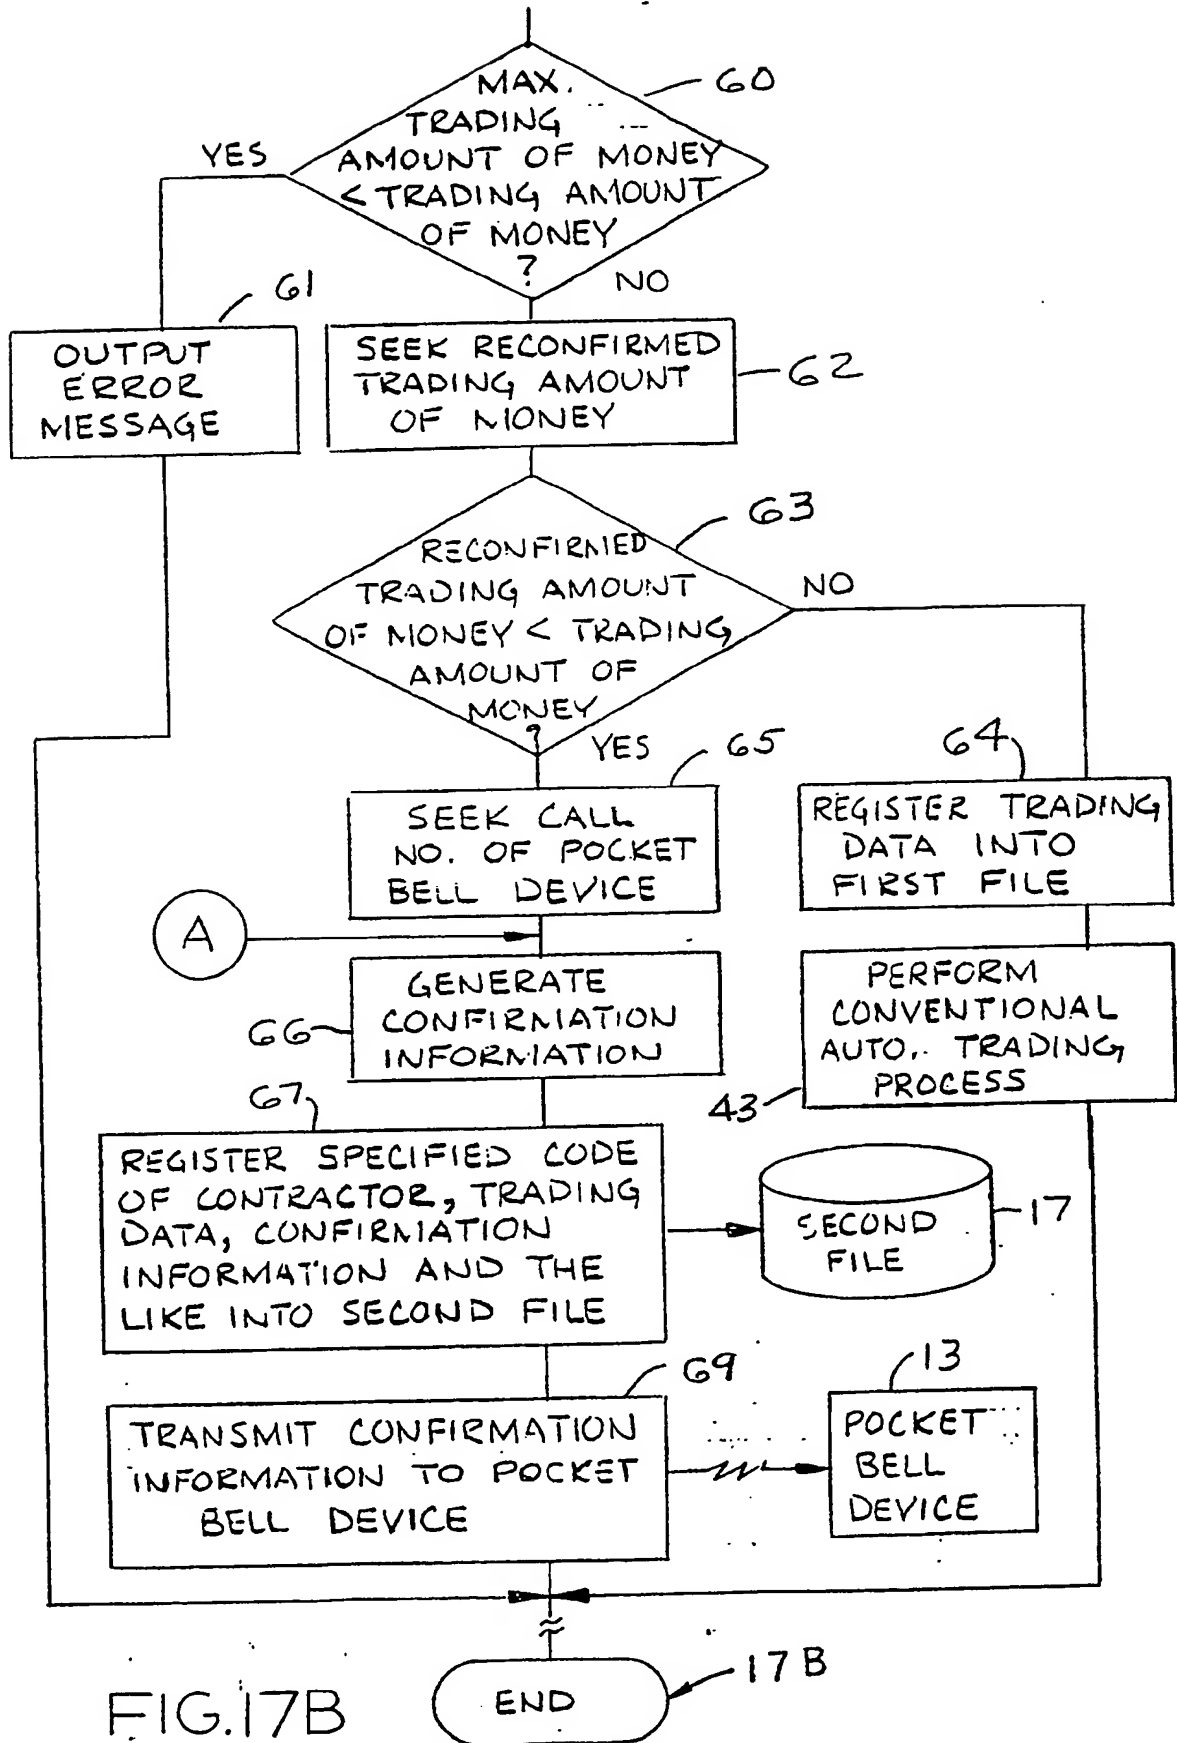 MAX.
TRADING
AMOUNT OF MONEY
< TRADING AMOUNT
OF MONEY
?
60
YES
NO
61
OUTPUT
ERROR
MESSAGE
SEEK RECONFIRMED
TRADING AMOUNT
OF MONEY
62
63
RECONFIRMED
TRADING AMOUNT
OF MONEY < TRADING
AMOUNT OF
MONEY
?
NO
YES
65
64
SEEK CALL
NO. OF POCKET
BELL DEVICE
REGISTER TRADING
DATA INTO
FIRST FILE
A
GENERATE
CONFIRMATION
INFORMATION
66
PERFORM
CONVENTIONAL
AUTO. TRADING
PROCESS
43
67
REGISTER SPECIFIED CODE
OF CONTRACTOR, TRADING
DATA, CONFIRMATION
INFORMATION AND THE
LIKE INTO SECOND FILE
SECOND
FILE
17
69
TRANSMIT CONFIRMATION
INFORMATION TO POCKET
BELL DEVICE
13
POCKET
BELL
DEVICE
END
17B
FIG.17B